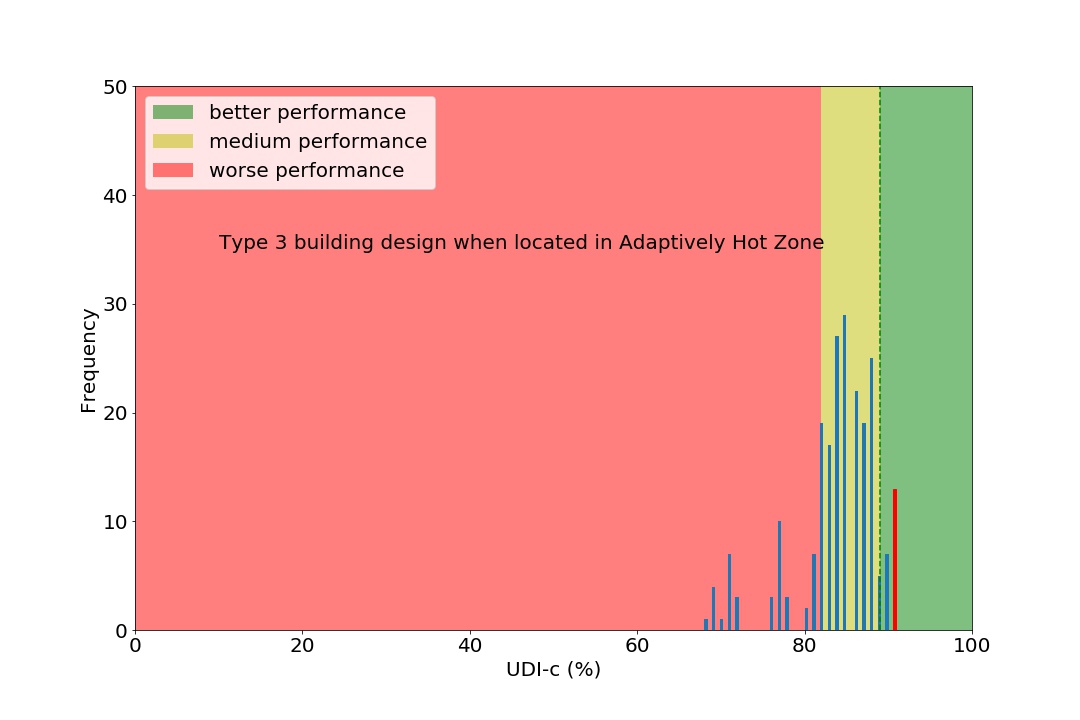 50
better performance
medium performance
worse performance
40
Type 3 building design when located in Adaptively Hot Zone
30
Frequency
20
10
0
0 20 40 60 80 100
UDI-c (%)